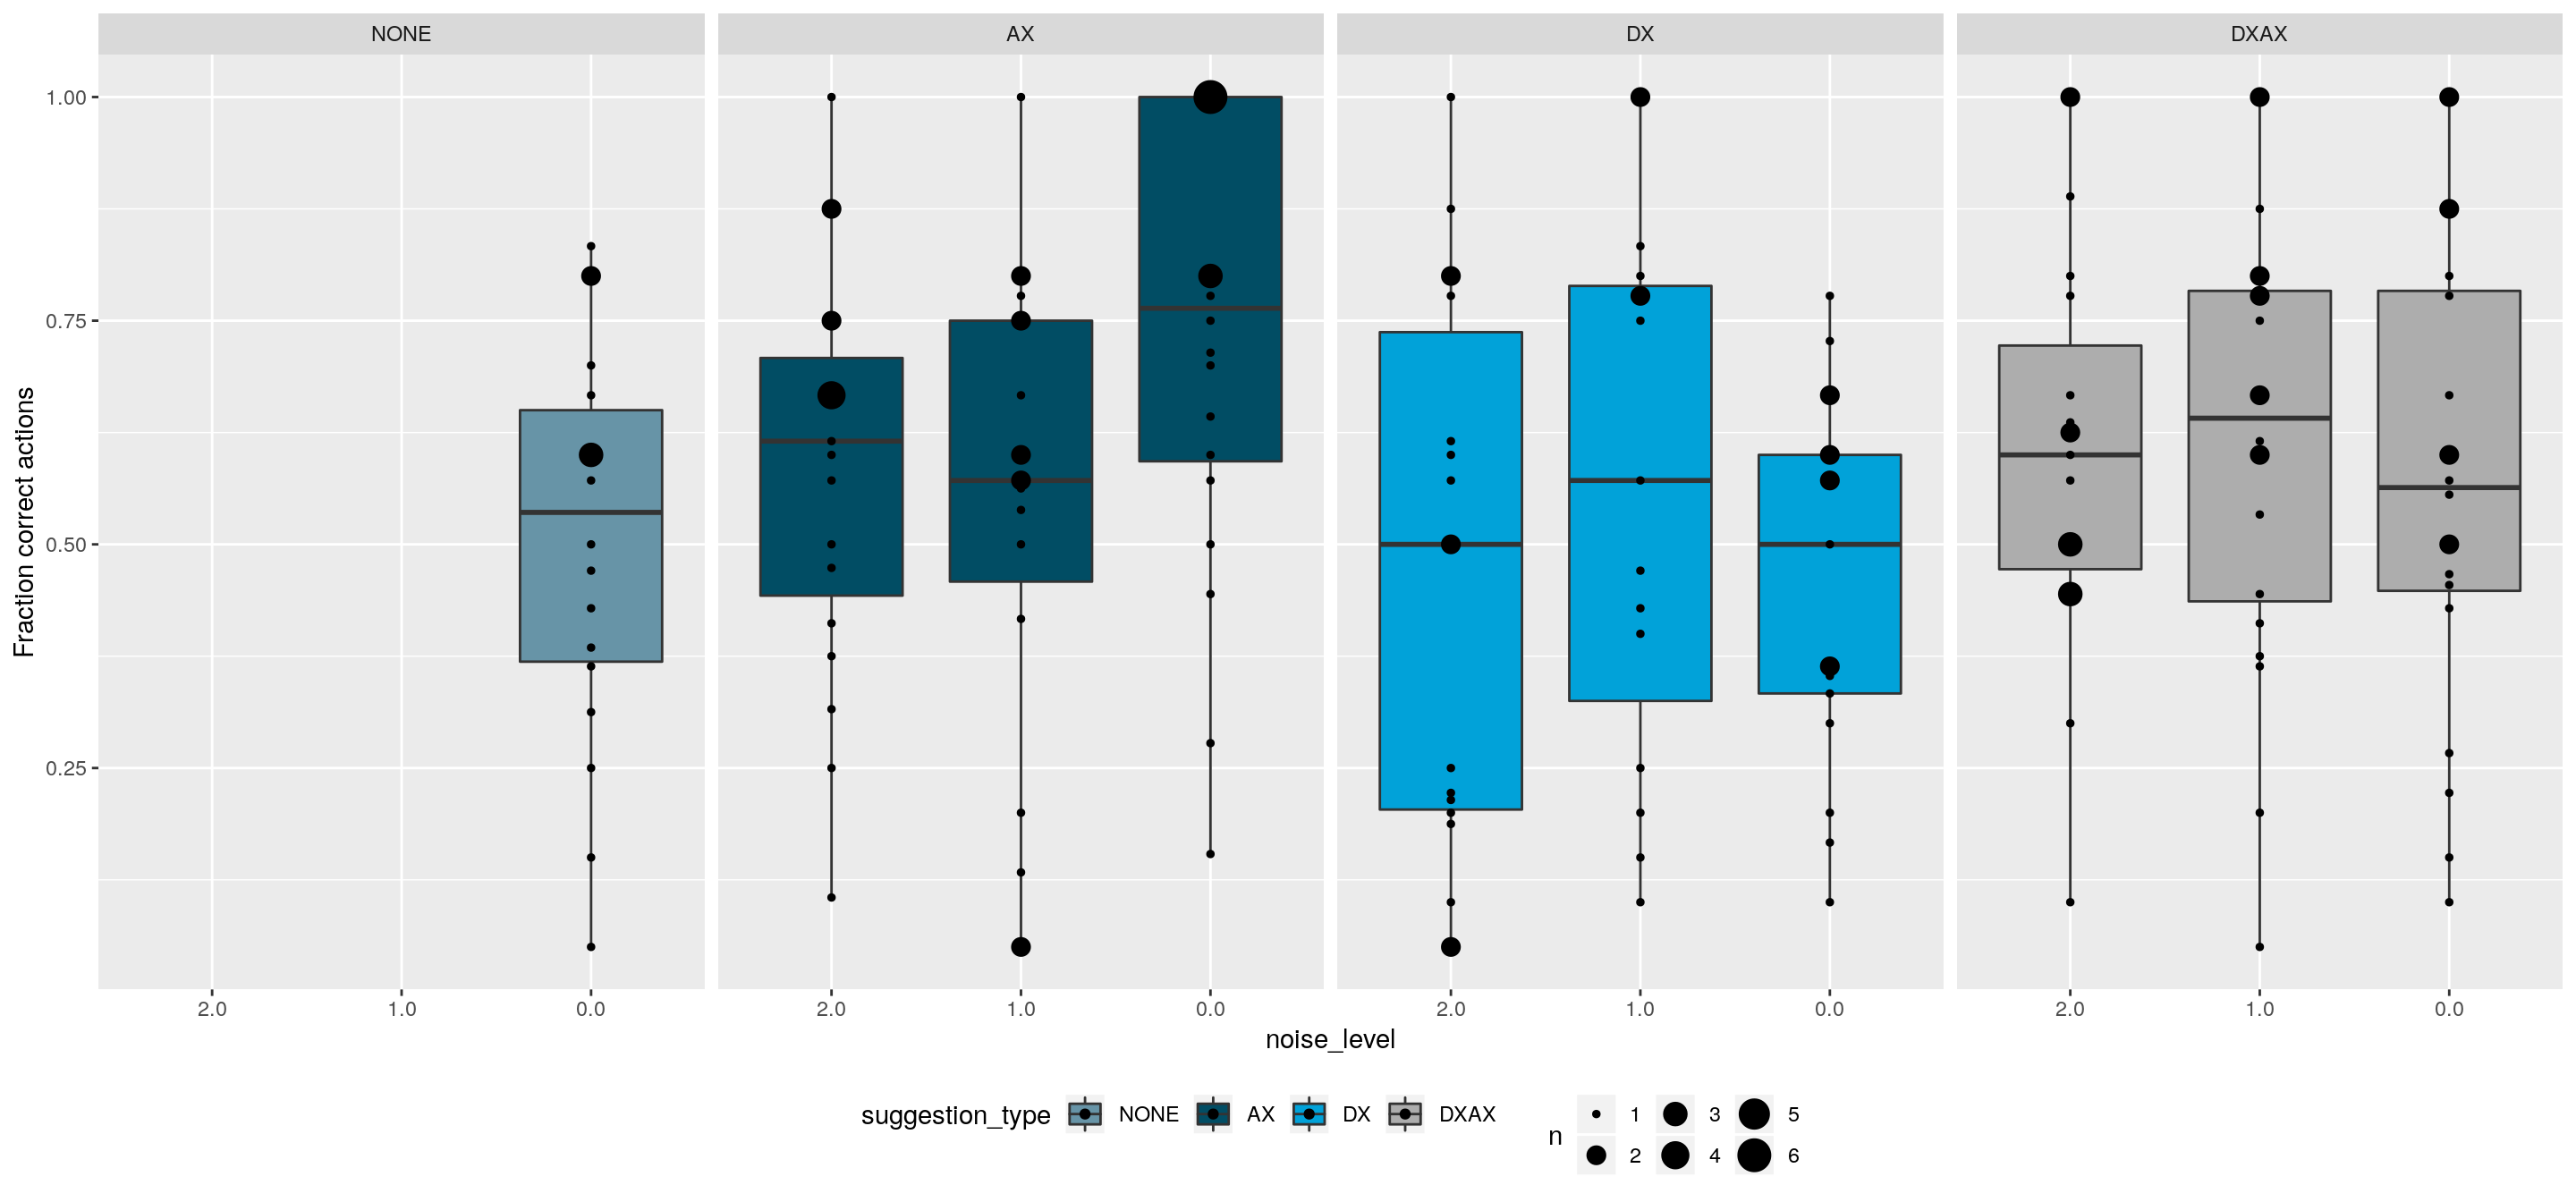 NONE AX DX DXAX
1.00
0.75
0.50
0.25
Fraction correct actions
2.0 1.0 0.0 2.0 1.0 0.0 2.0 1.0 0.0 2.0 1.0 0.0
noise_level
suggestion_type NONE AX DX DXAX
n 1 3 5
2 4 6